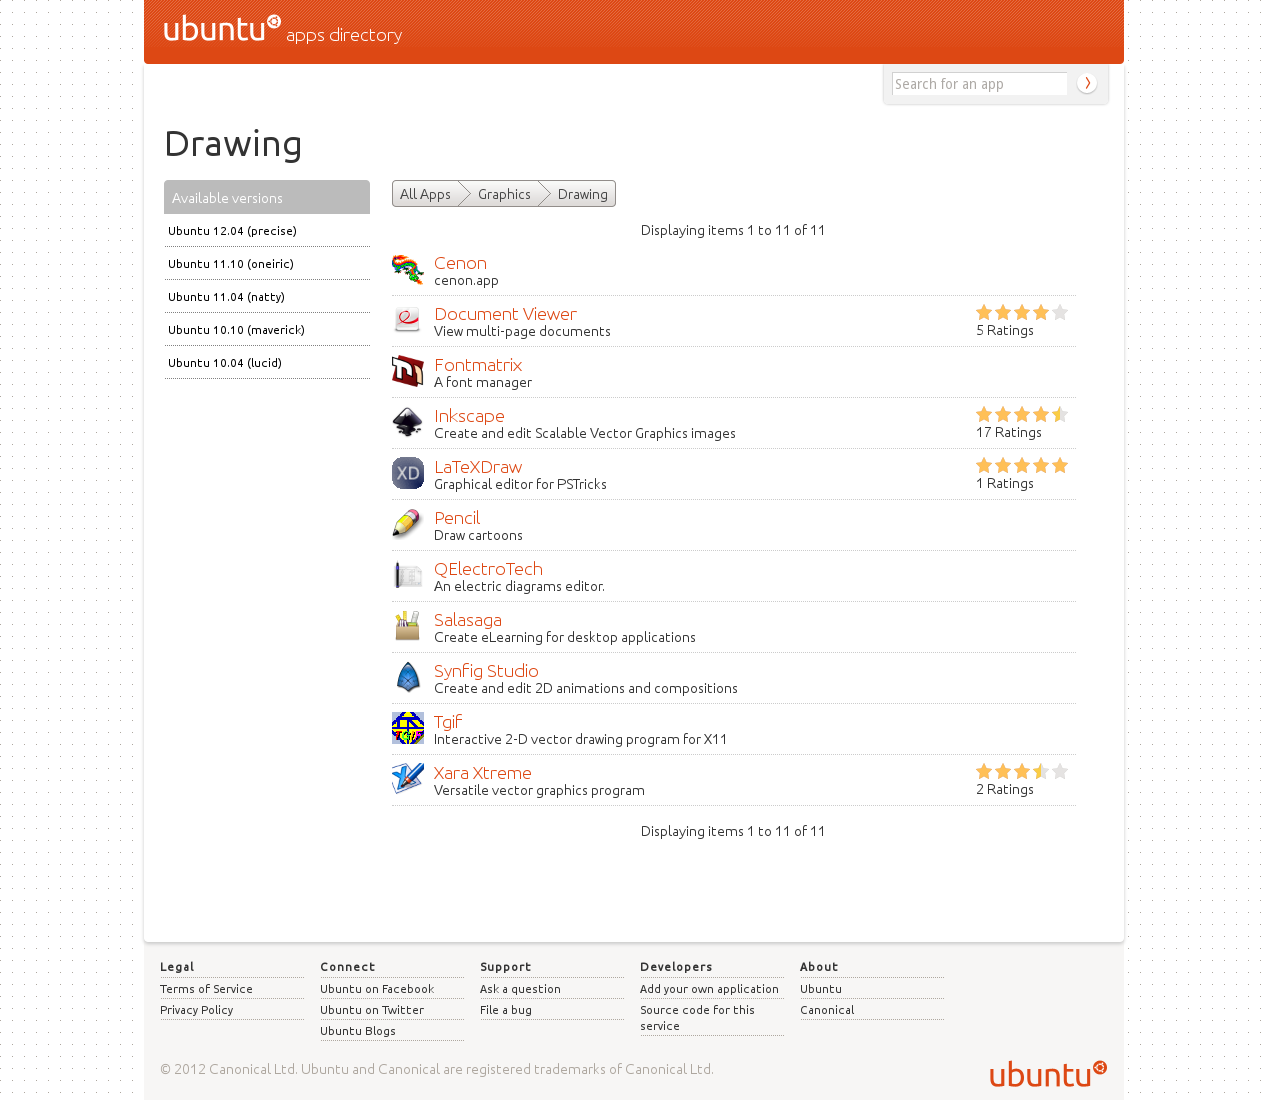 ubuntu apps directory
Search for an app
Drawing
Available versions
Ubuntu 12.04 (precise)
Ubuntu 11.10 (oneiric)
Ubuntu 11.04 (natty)
Ubuntu 10.10 (maverick)
Ubuntu 10.04 (lucid)
All Apps Graphics Drawing
Displaying items 1 to 11 of 11
Cenon
cenon.app
Document Viewer
View multi-page documents
5 Ratings
Fontmatrix
A font manager
Inkscape
Create and edit Scalable Vector Graphics images
17 Ratings
XD
LaTeXDraw
Graphical editor for PSTricks
1 Ratings
Pencil
Draw cartoons
QElectroTech
An electric diagrams editor.
Salasaga
Create eLearning for desktop applications
Synfig Studio
Create and edit 2D animations and compositions
Tgif
Interactive 2-D vector drawing program for X11
Xara Xtreme
Versatile vector graphics program
2 Ratings
Displaying items 1 to 11 of 11
Legal
Terms of Service
Privacy Policy
Connect
Ubuntu on Facebook
Ubuntu on Twitter
Ubuntu Blogs
Support
Ask a question
File a bug
Developers
Add your own application
Source code for this
service
About
Ubuntu
Canonical
© 2012 Canonical Ltd. Ubuntu and Canonical are registered trademarks of Canonical Ltd.
ubuntu